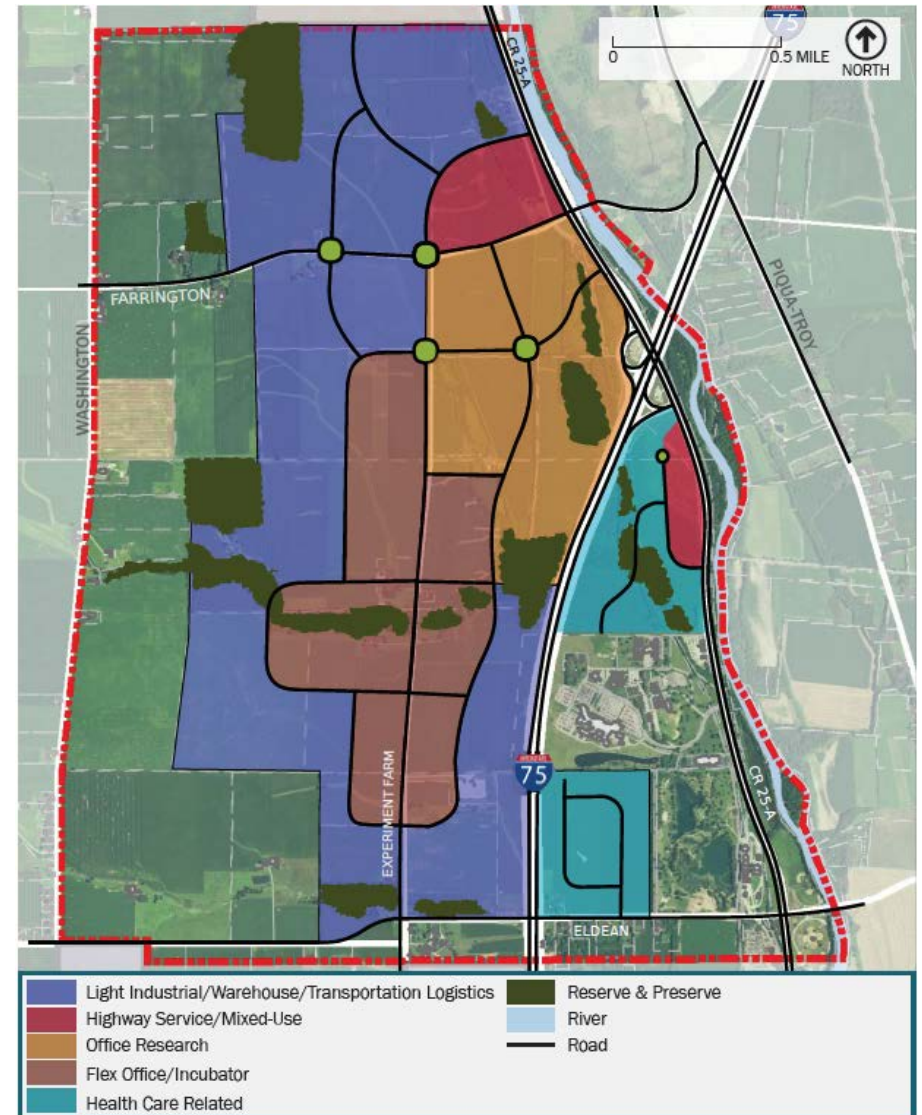 75
0
0.5 MILE
NORTH
CR 25-A
FARRINGTON
WASHINGTON
PIQUA-TROY
EXPERIMENT FARM
INTERSTATE
75
CR 25-A
ELDEAN
Light Industrial/Warehouse/Transportation Logistics
Highway Service/Mixed-Use
Office Research
Flex Office/Incubator
Health Care Related
Reserve & Preserve
River
Road